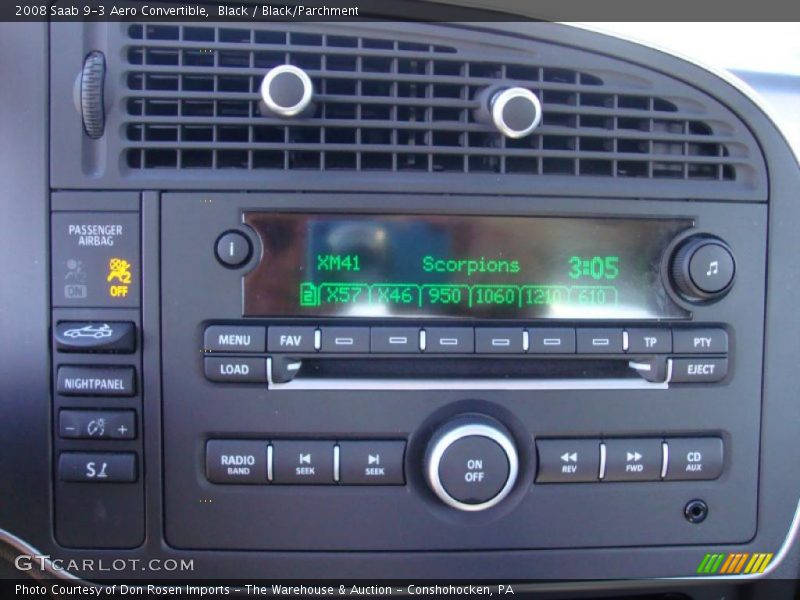 2008 Saab 9-3 Aero Convertible,  Black / Black/Parchment
PASSENGER
AIRBAG
ON
2
OFF
i
XM41 Scorpions 3:05
2 X57 X46 950 1060 1210 610
MENU FAV TP PTY
LOAD EJECT
NIGHTPANEL
- +
S
RADIO
BAND
SEEK
SEEK
ON
OFF
REV
FWD
CD
AUX
GTCARLOT.COM
Photo Courtesy of Don Rosen Imports - The Warehouse & Auction - Conshohocken, PA